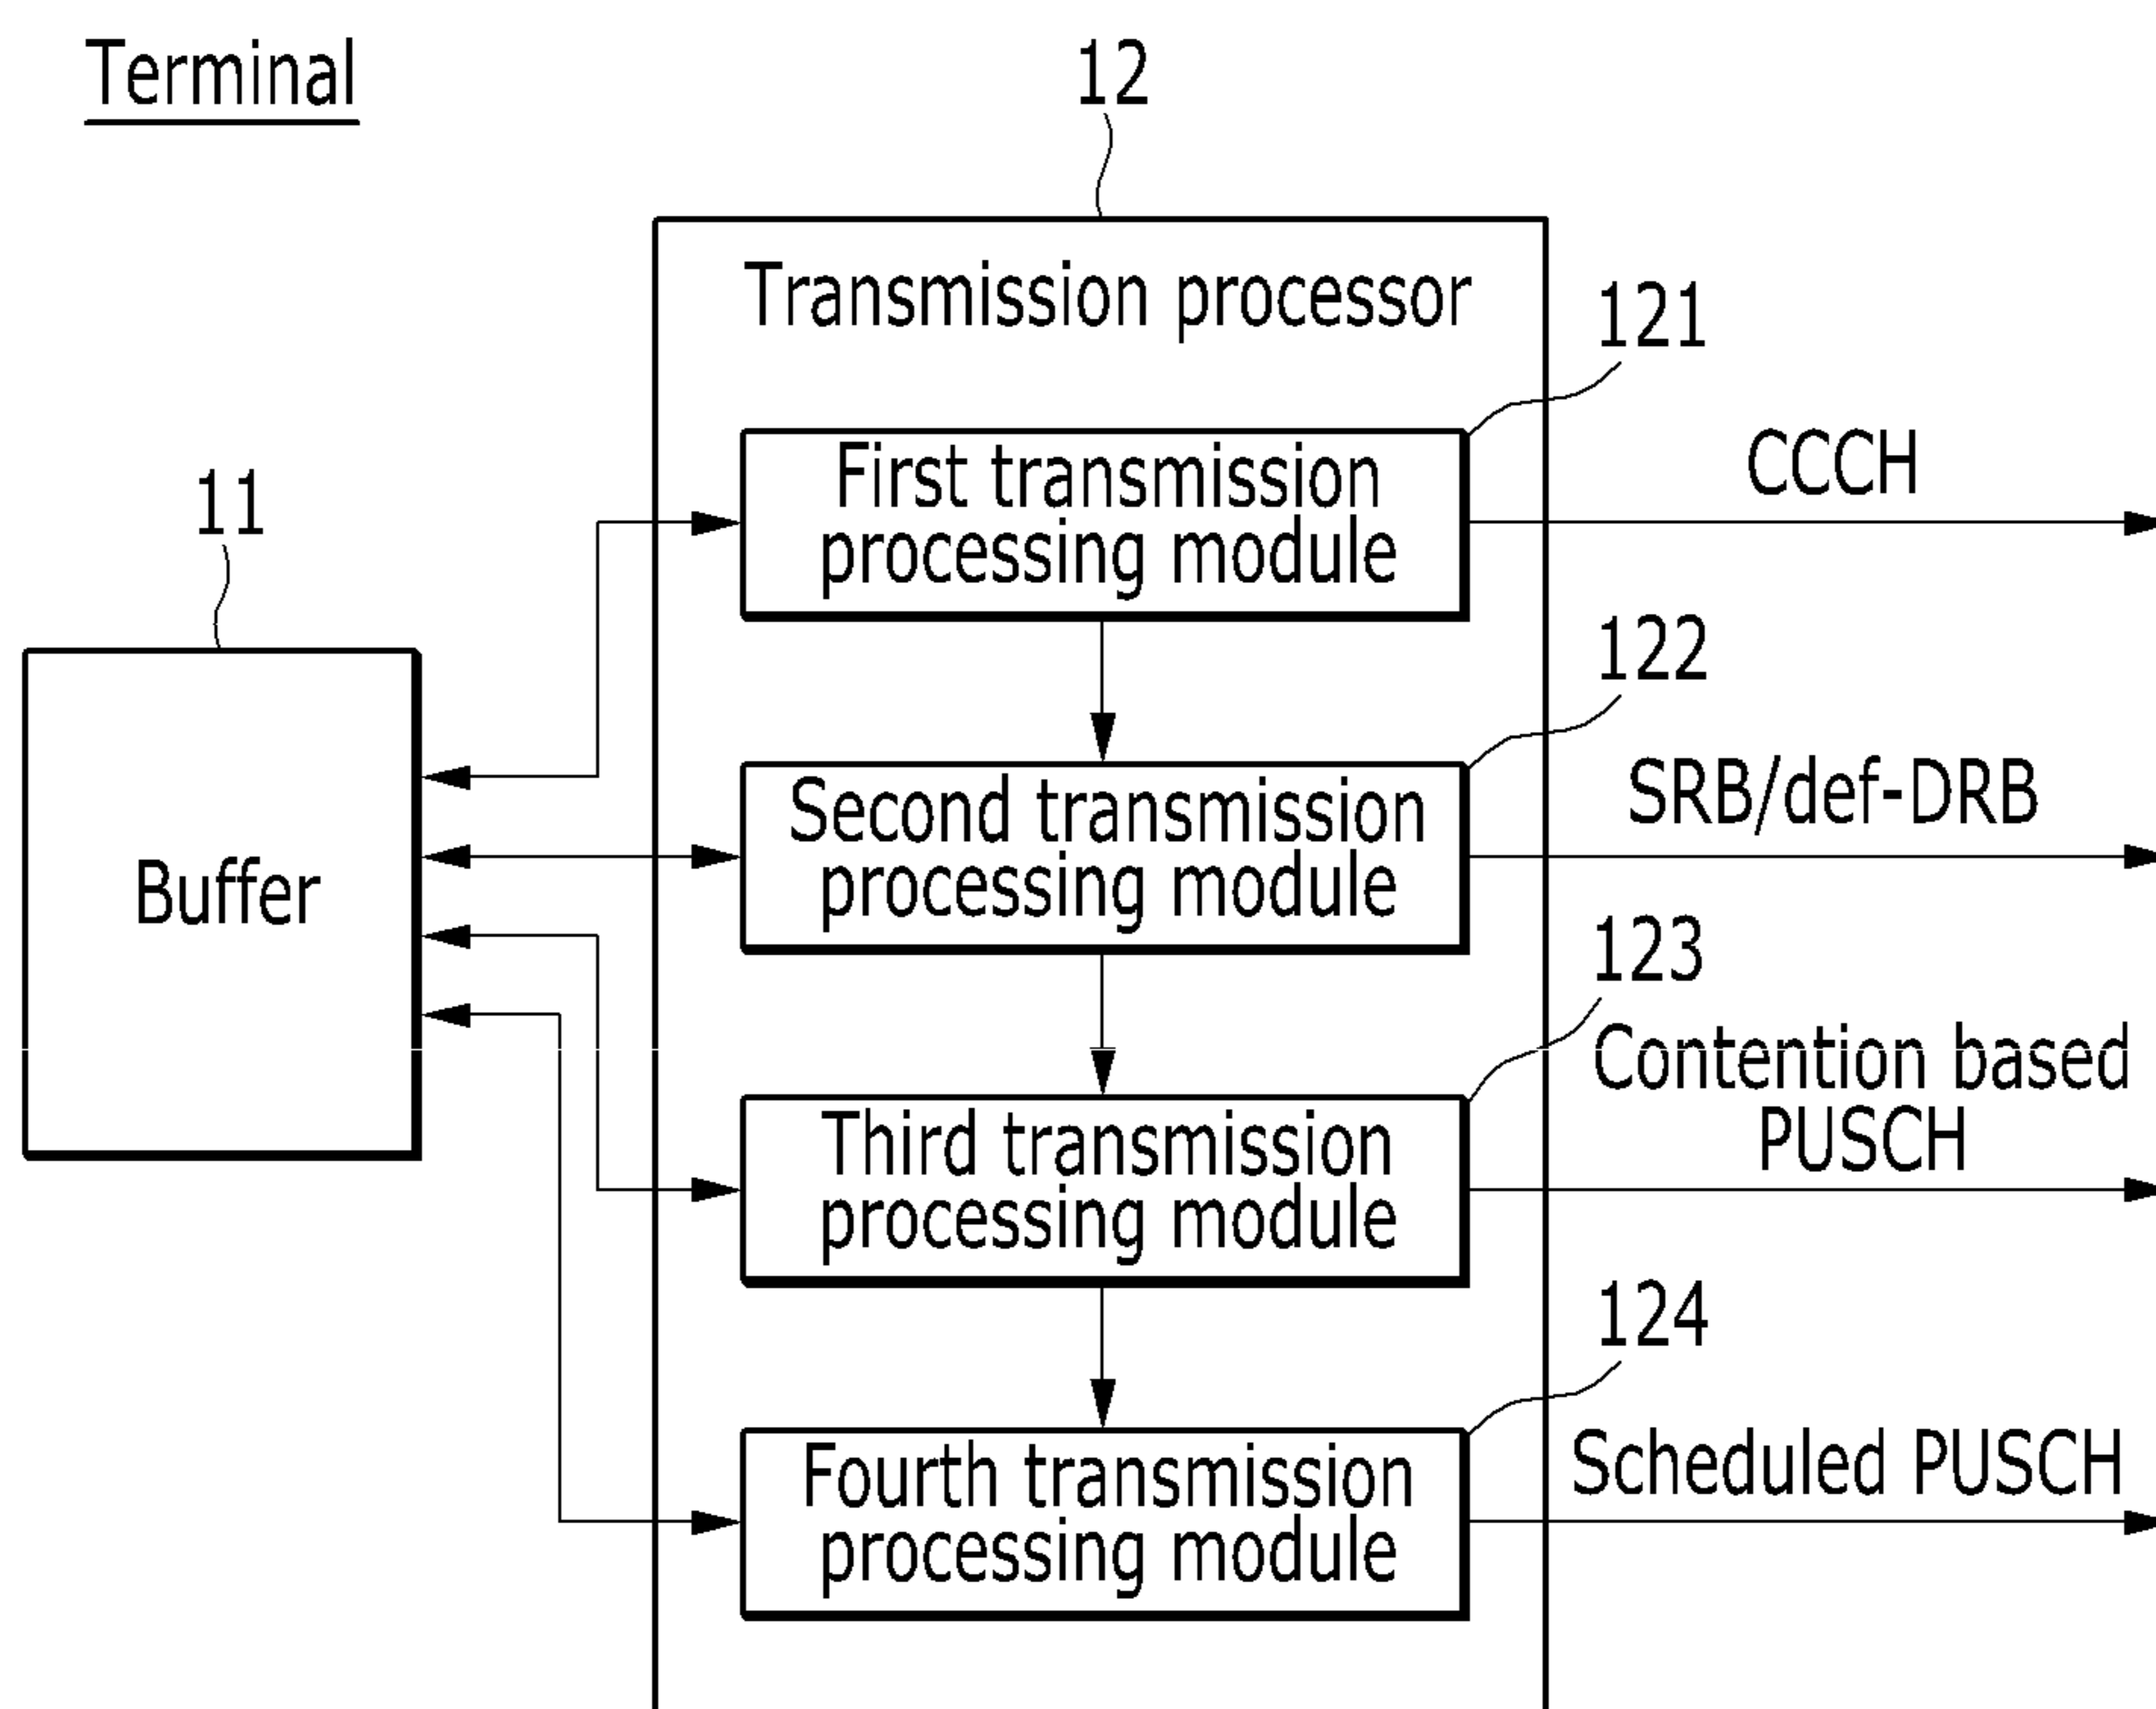 Terminal
12
Transmission processor
121
First transmission
processing module
CCCH
11
Buffer
122
Second transmission
processing module
SRB/def-DRB
123
Third transmission
processing module
Contention based
PUSCH
124
Fourth transmission
processing module
Scheduled PUSCH